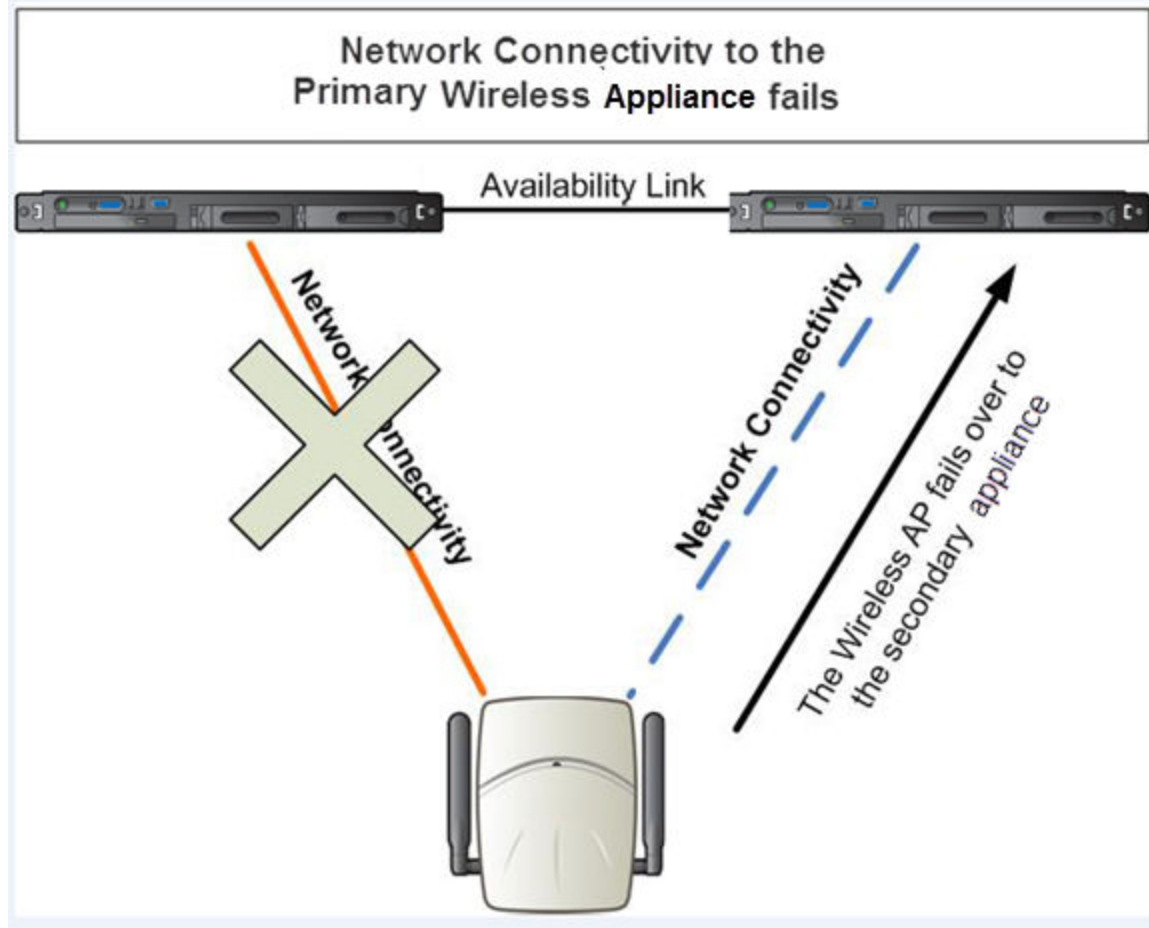 Network Connectivity to the
Primary Wireless Appliance fails
Availability Link
Network Connectivity
Network Connectivity
The Wireless AP fails over to
the secondary appliance